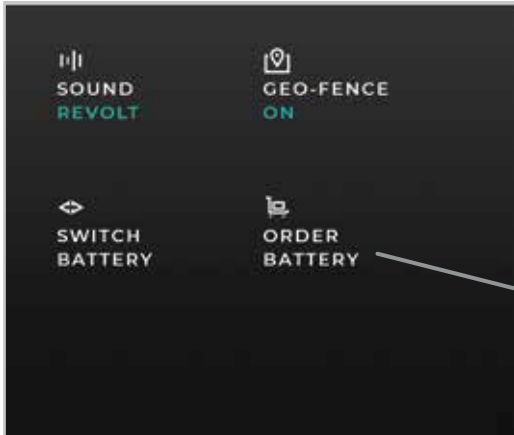 SOUND
REVOLT
GEO-FENCE
ON
SWITCH
BATTERY
ORDER
BATTERY